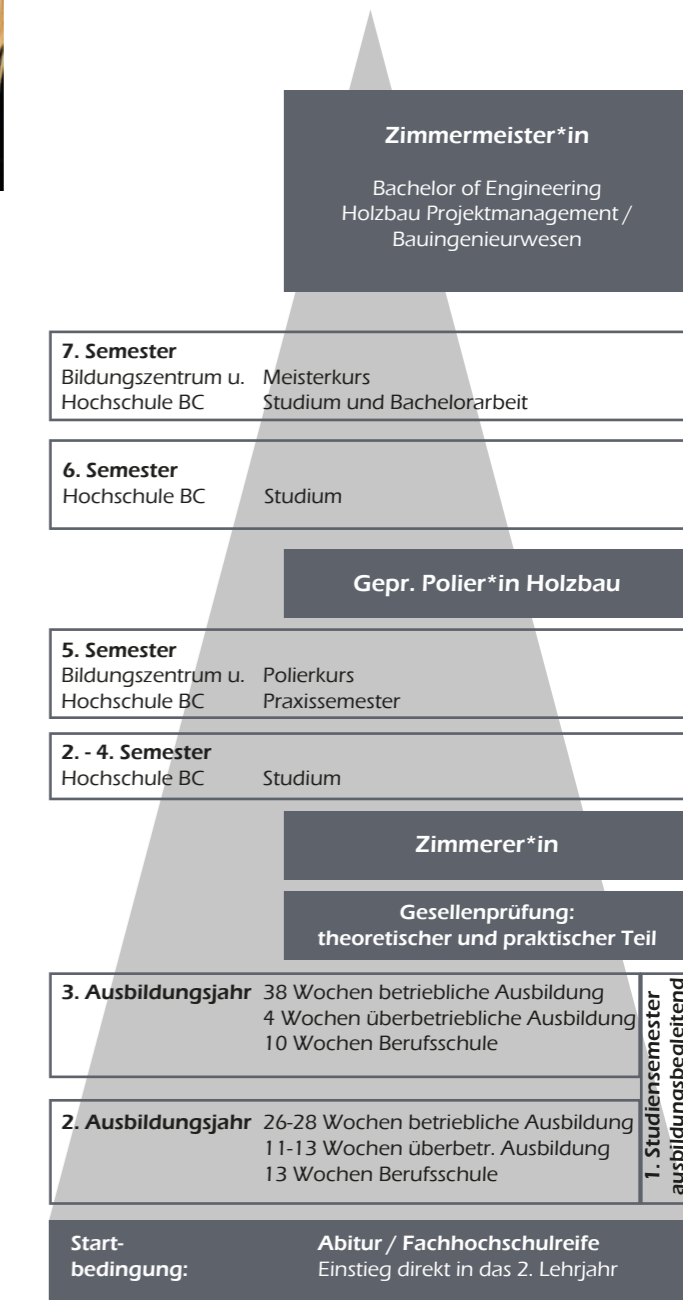 Zimmermeister*in
Bachelor of Engineering
Holzbau Projektmanagement /
Bauingenieurwesen
7. Semester
Bildungszentrum u. Meisterkurs
Hochschule BC Studium und Bachelorarbeit
6. Semester
Hochschule BC Studium
Gepr. Polier*in Holzbau
5. Semester
Bildungszentrum u. Polierkurs
Hochschule BC Praxissemester
2. - 4. Semester
Hochschule BC Studium
Zimmerer*in
Gesellenprüfung:
theoretischer und praktischer Teil
3. Ausbildungsjahr 38 Wochen betriebliche Ausbildung
4 Wochen überbetriebliche Ausbildung
10 Wochen Berufsschule
2. Ausbildungsjahr 26-28 Wochen betriebliche Ausbildung
11-13 Wochen überbetr. Ausbildung
13 Wochen Berufsschule
1. Studiensemester
ausbildungsbegleitend
Start- Abitur / Fachhochschulreife
bedingung: Einstieg direkt in das 2. Lehrjahr